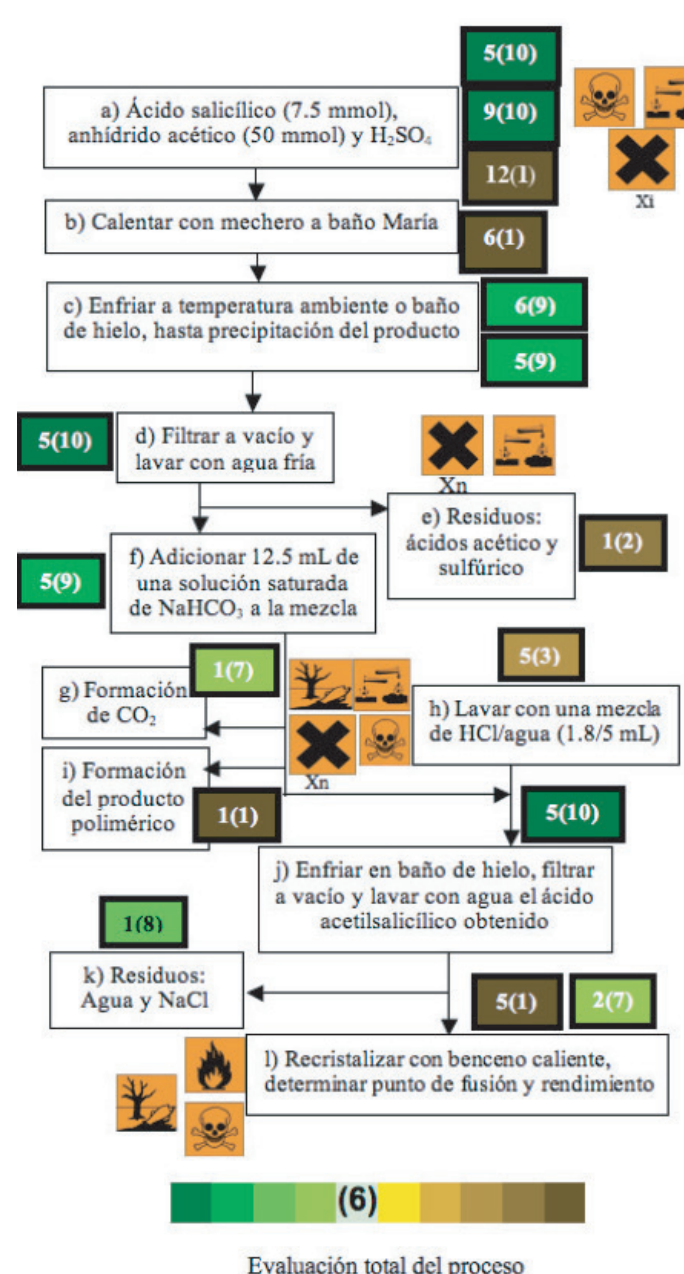 5(10)
a) Ácido salicílico (7.5 mmol),
anhídrido acético (50 mmol) y H₂SO₄
9(10)
12(1)
Xi
b) Calentar con mechero a baño María
6(1)
c) Enfriar a temperatura ambiente o baño
de hielo, hasta precipitación del producto
6(9)
5(9)
5(10)
d) Filtrar a vacío y
lavar con agua fría
Xn
e) Residuos:
ácidos acético y
sulfúrico
1(2)
5(9)
f) Adicionar 12.5 mL de
una solución saturada
de NaHCO₃ a la mezcla
1(7)
g) Formación
de CO₂
5(3)
h) Lavar con una mezcla
de HCl/agua (1.8/5 mL)
Xn
i) Formación
del producto
polimérico
1(1)
5(10)
j) Enfriar en baño de hielo, filtrar
a vacío y lavar con agua el ácido
acetilsalicílico obtenido
1(8)
k) Residuos:
Agua y NaCl
5(1)
2(7)
l) Recristalizar con benceno caliente,
determinar punto de fusión y rendimiento
(6)
Evaluación total del proceso